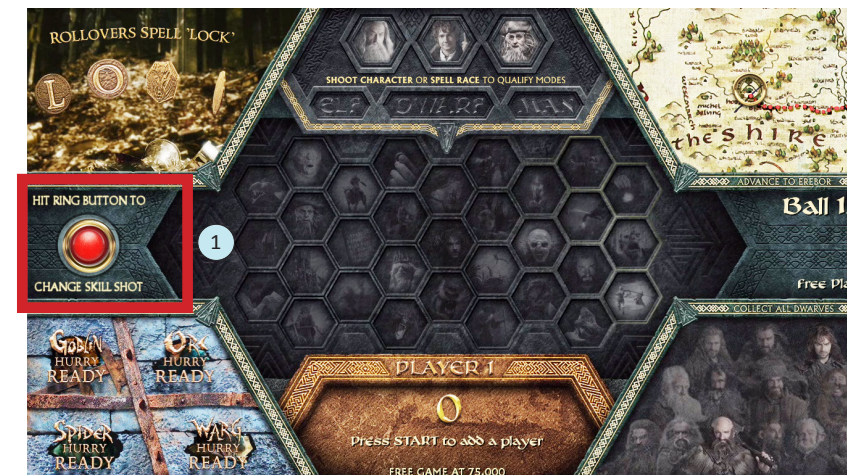 ROLLOVERS SPELL 'LOCK'
L O
SHOOT CHARACTER OR SPELL RACE TO QUALIFY MODES
ELF DWARF MAN
the shire
ADVANCE TO EREBOR
HIT RING BUTTON TO
CHANGE SKILL SHOT
1
Ball 1
Free Pla
COLLECT ALL DWARVES
GOBLIN
HURRY
READY
ORC
HURRY
READY
SPIDER
HURRY
READY
WARG
HURRY
READY
PLAYER 1
0
Press START to add a player
FREE GAME AT 75,000